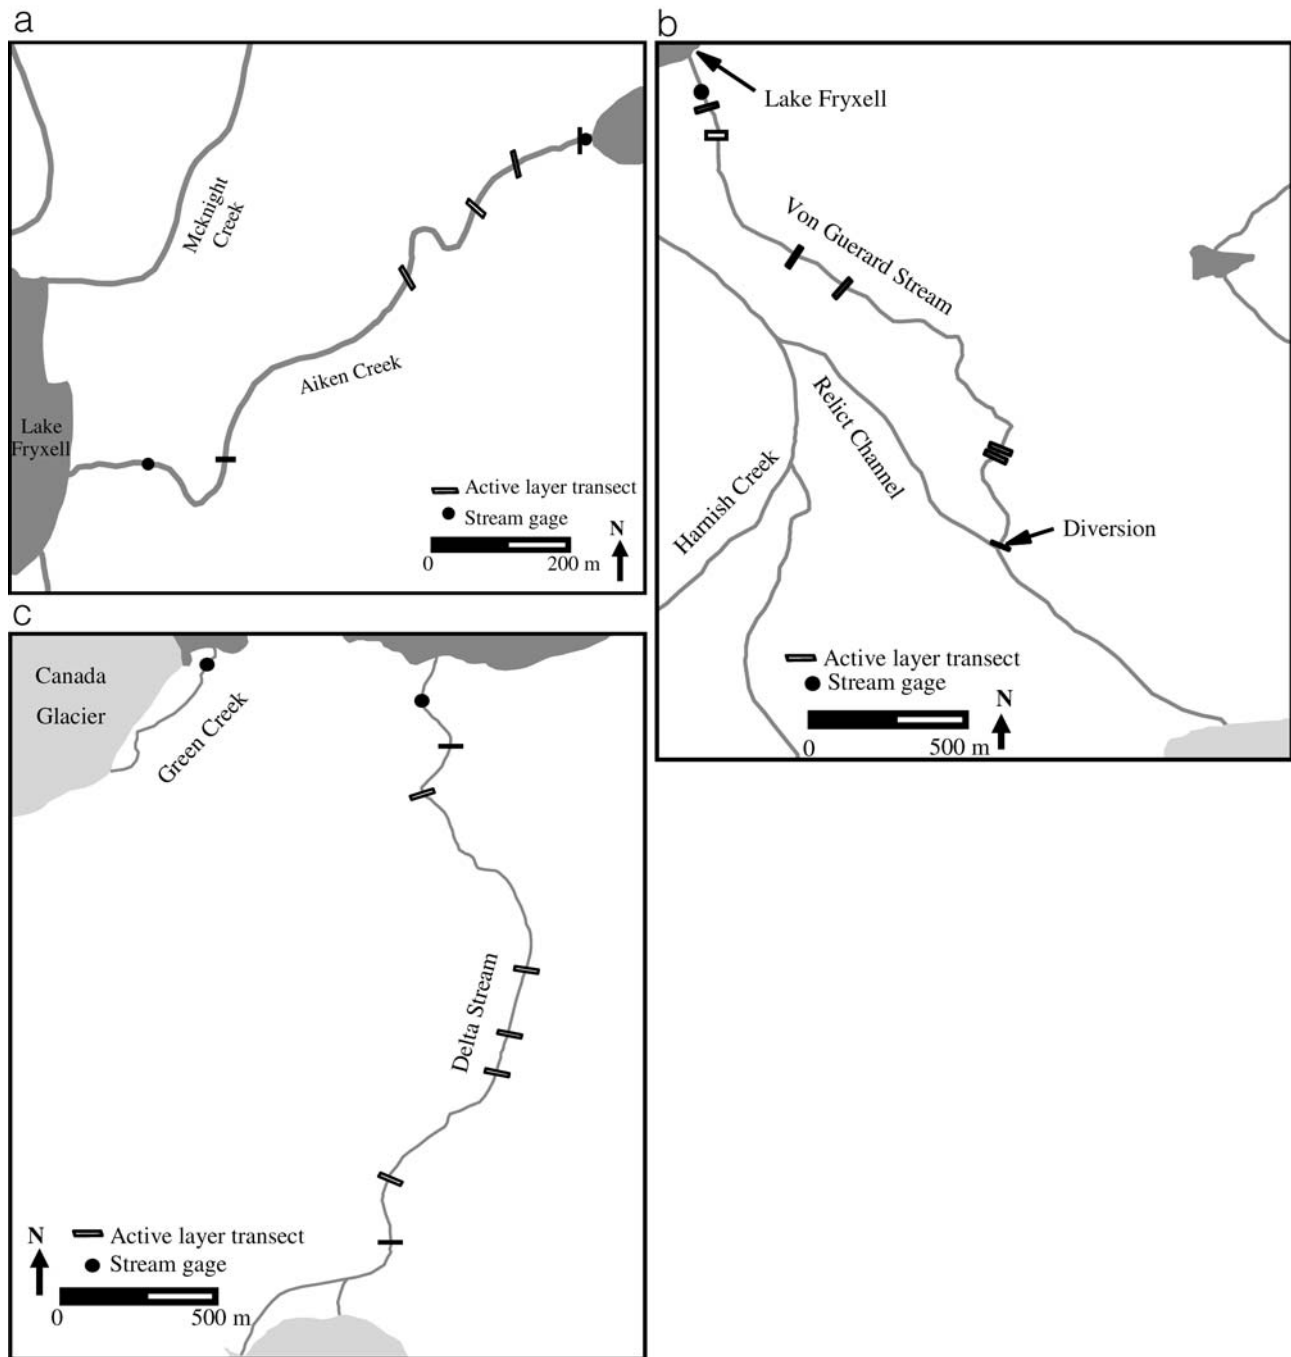 a
Mcknight
Creek
Aiken Creek
Lake
Fryxell
Active layer transect
Stream gage
N
0 200 m
b
Lake Fryxell
Von Guerard Stream
Relict Channel
Harnish Creek
Diversion
Active layer transect
Stream gage
N
0 500 m
c
Canada
Glacier
Green Creek
Delta Stream
N
Active layer transect
Stream gage
0 500 m